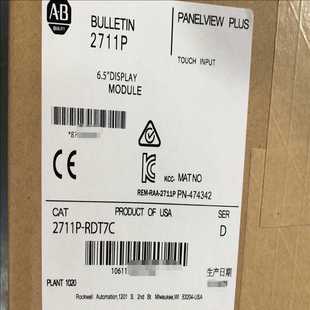 AB
QUALITY
BULLETIN
2711P
PANELVIEW PLUS
TOUCH INPUT
6.5"DISPLAY
MODULE
CE
KCC-
MAT NO
REM-RAA-2711P PN-474342
CAT
PRODUCT OF USA
SER
2711P-RDT7C
D
10611
生产日期
PLANT 1020
Rockwell Automation,1201 S. 2nd St Milwaukee,WI 53204-USA